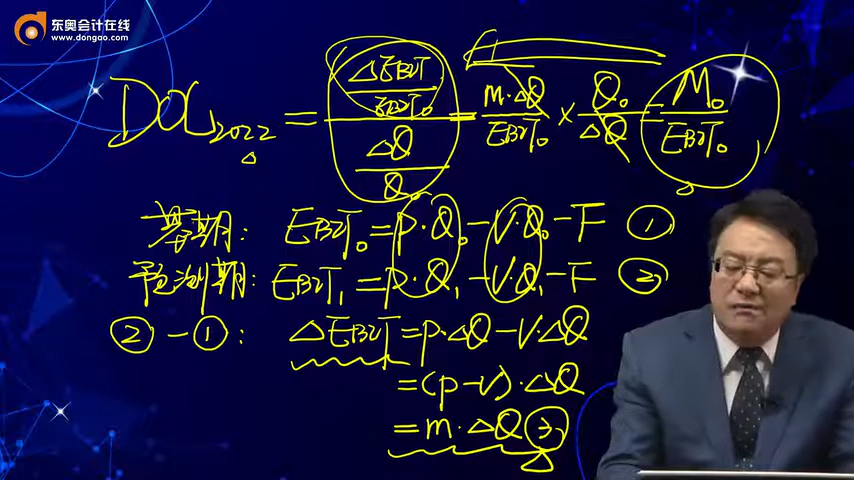 东奥会计在线
www.dongao.com
DOL₂₀₂₂ = (ΔEBIT/EBIT₀)/(ΔQ/Q₀) = m·ΔQ/EBIT₀ × Q₀/ΔQ = M₀/EBIT₀
基期: EBIT₀=P·Q₀-V·Q₀-F ①
预测期: EBIT₁=P·Q₁-V·Q₁-F ②
②-①: ΔEBIT=P·ΔQ-V·ΔQ
=(p-v)·ΔQ
=m·ΔQ ③